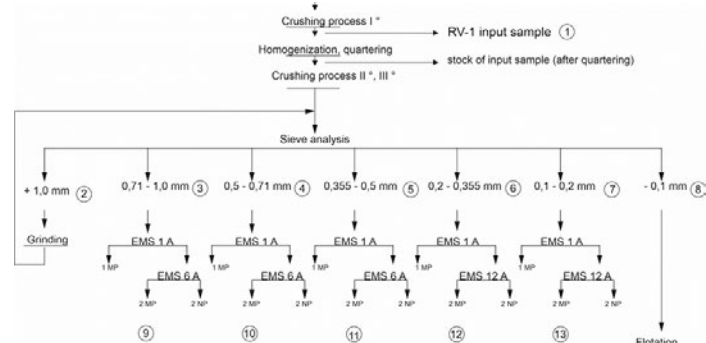 Crushing process I °
RV-1 input sample 1
Homogenization, quartering
stock of input sample (after quartering)
Crushing process II °, III °
Sieve analysis
+ 1,0 mm 2 0,71 - 1,0 mm 3 0,5 - 0,71 mm 4 0,355 - 0,5 mm 5 0,2 - 0,355 mm 6 0,1 - 0,2 mm 7 - 0,1 mm 8
Grinding EMS 1 A EMS 1 A EMS 1 A EMS 1 A EMS 1 A
1 MP 1 MP 1 MP 1 MP 1 MP
EMS 6 A EMS 6 A EMS 6 A EMS 12 A EMS 12 A
2 MP 2 NP 2 MP 2 NP 2 MP 2 NP 2 MP 2 NP 2 MP 2 NP
9 10 11 12 13
Flotation